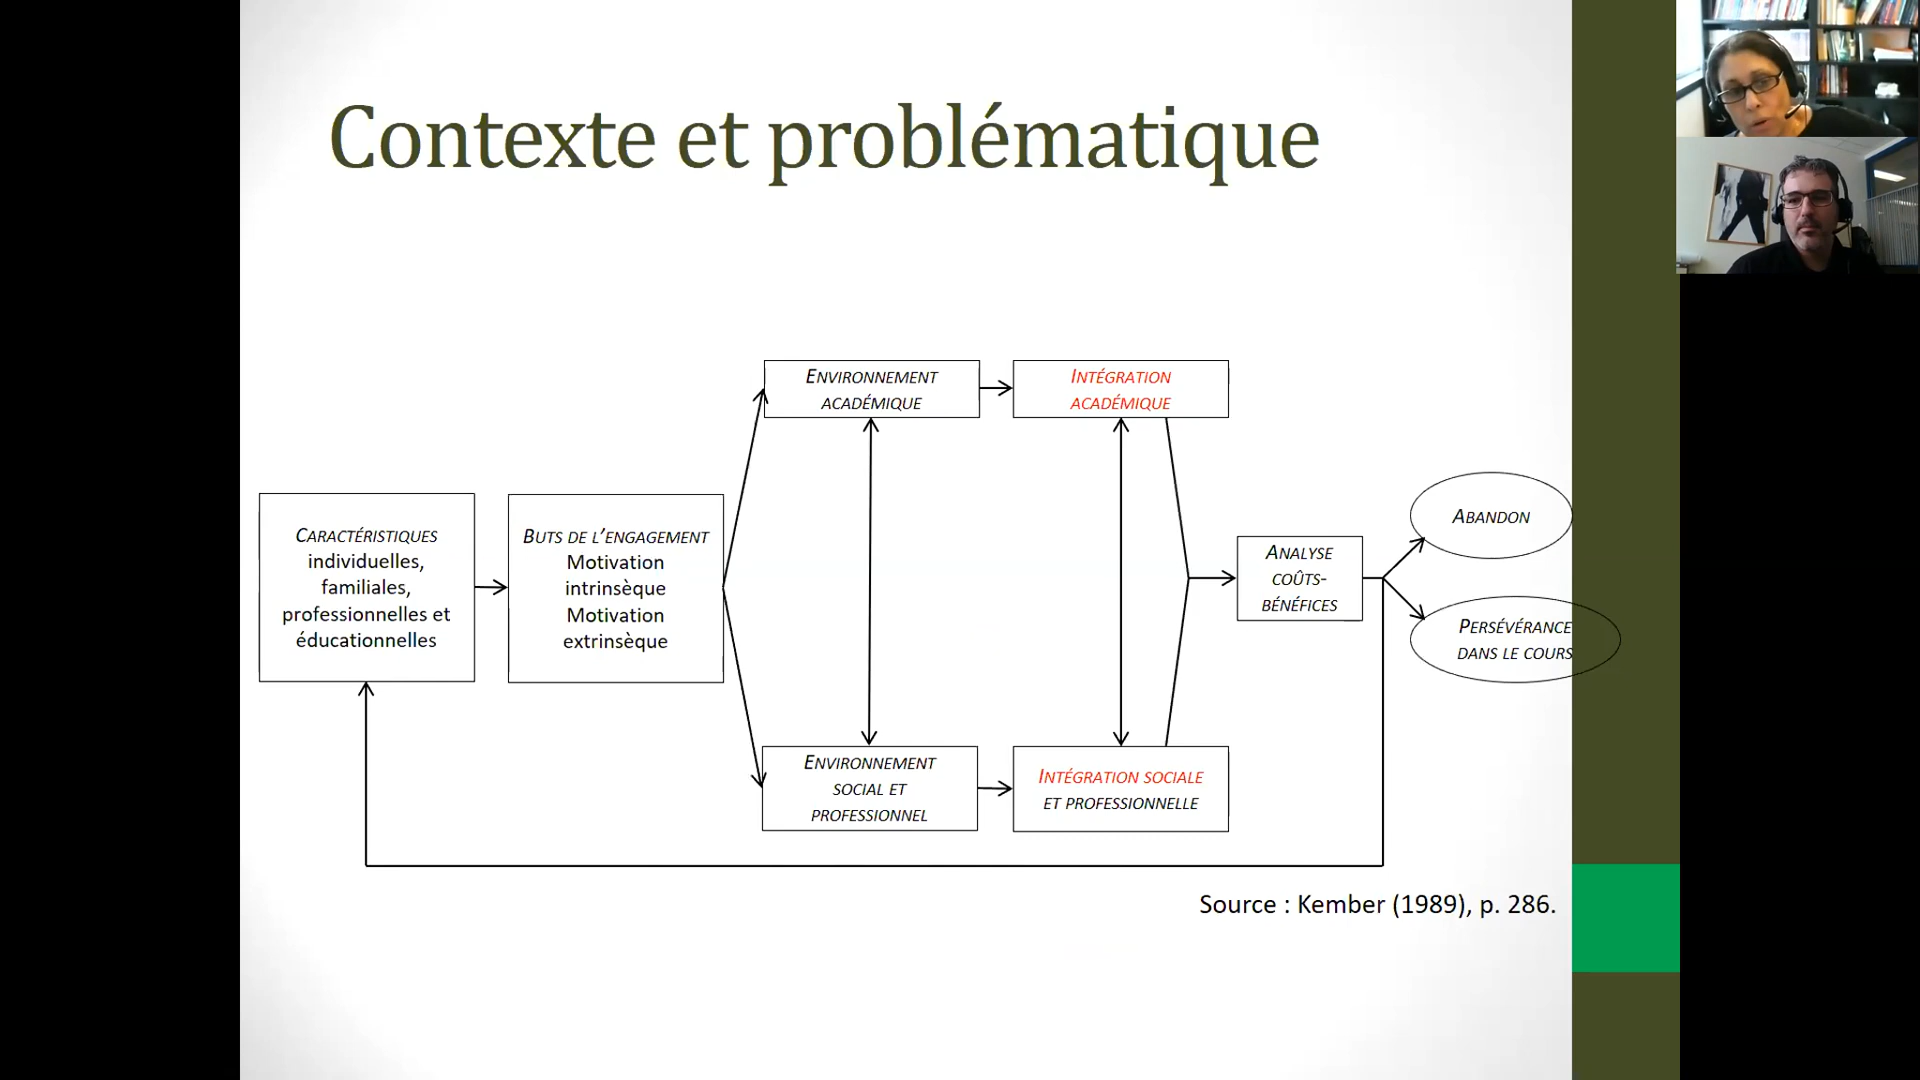 Contexte et problématique
ENVIRONNEMENT
ACADÉMIQUE
INTÉGRATION
ACADÉMIQUE
CARACTÉRISTIQUES
individuelles,
familiales,
professionnelles et
éducationnelles
BUTS DE L'ENGAGEMENT
Motivation
intrinsèque
Motivation
extrinsèque
ANALYSE
COÛTS-
BÉNÉFICES
ABANDON
PERSÉVÉRANCE
DANS LE COURS
ENVIRONNEMENT
SOCIAL ET
PROFESSIONNEL
INTÉGRATION SOCIALE
ET PROFESSIONNELLE
Source : Kember (1989), p. 286.